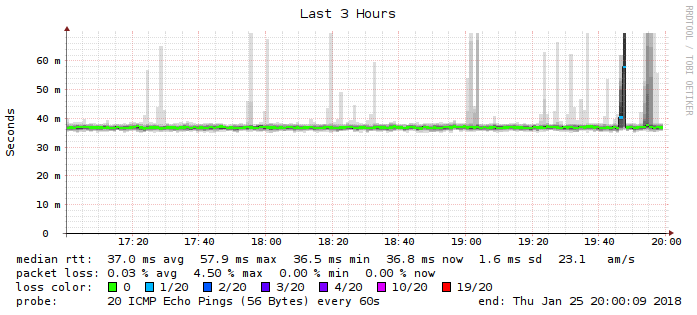 Last 3 Hours
RRDTOOL / TOBI OETIKER
Seconds
60 m
50 m
40 m
30 m
20 m
10 m
0
17:20 17:40 18:00 18:20 18:40 19:00 19:20 19:40 20:00
median rtt: 37.0 ms avg 57.9 ms max 36.5 ms min 36.8 ms now 1.6 ms sd 23.1 am/s
packet loss: 0.03 % avg 4.50 % max 0.00 % min 0.00 % now
loss color: 0 1/20 2/20 3/20 4/20 10/20 19/20
probe: 20 ICMP Echo Pings (56 Bytes) every 60s end: Thu Jan 25 20:00:09 2018